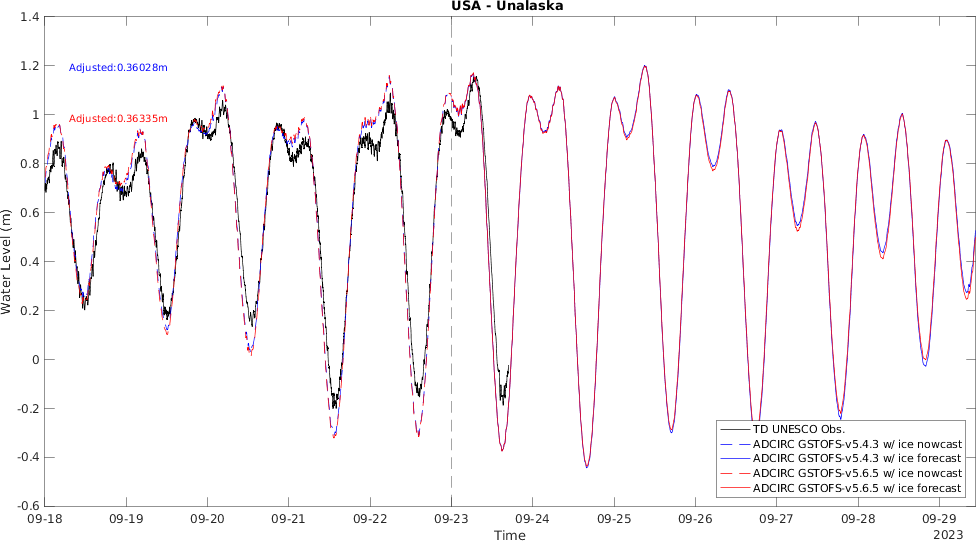 USA - Unalaska
Water Level (m)
1.4
1.2
1
0.8
0.6
0.4
0.2
0
-0.2
-0.4
-0.6
Adjusted:0.36028m
Adjusted:0.36335m
TD UNESCO Obs.
ADCIRC GSTOFS-v5.4.3 w/ ice nowcast
ADCIRC GSTOFS-v5.4.3 w/ ice forecast
ADCIRC GSTOFS-v5.6.5 w/ ice nowcast
ADCIRC GSTOFS-v5.6.5 w/ ice forecast
09-18 09-19 09-20 09-21 09-22 09-23 09-24 09-25 09-26 09-27 09-28 09-29
2023
Time